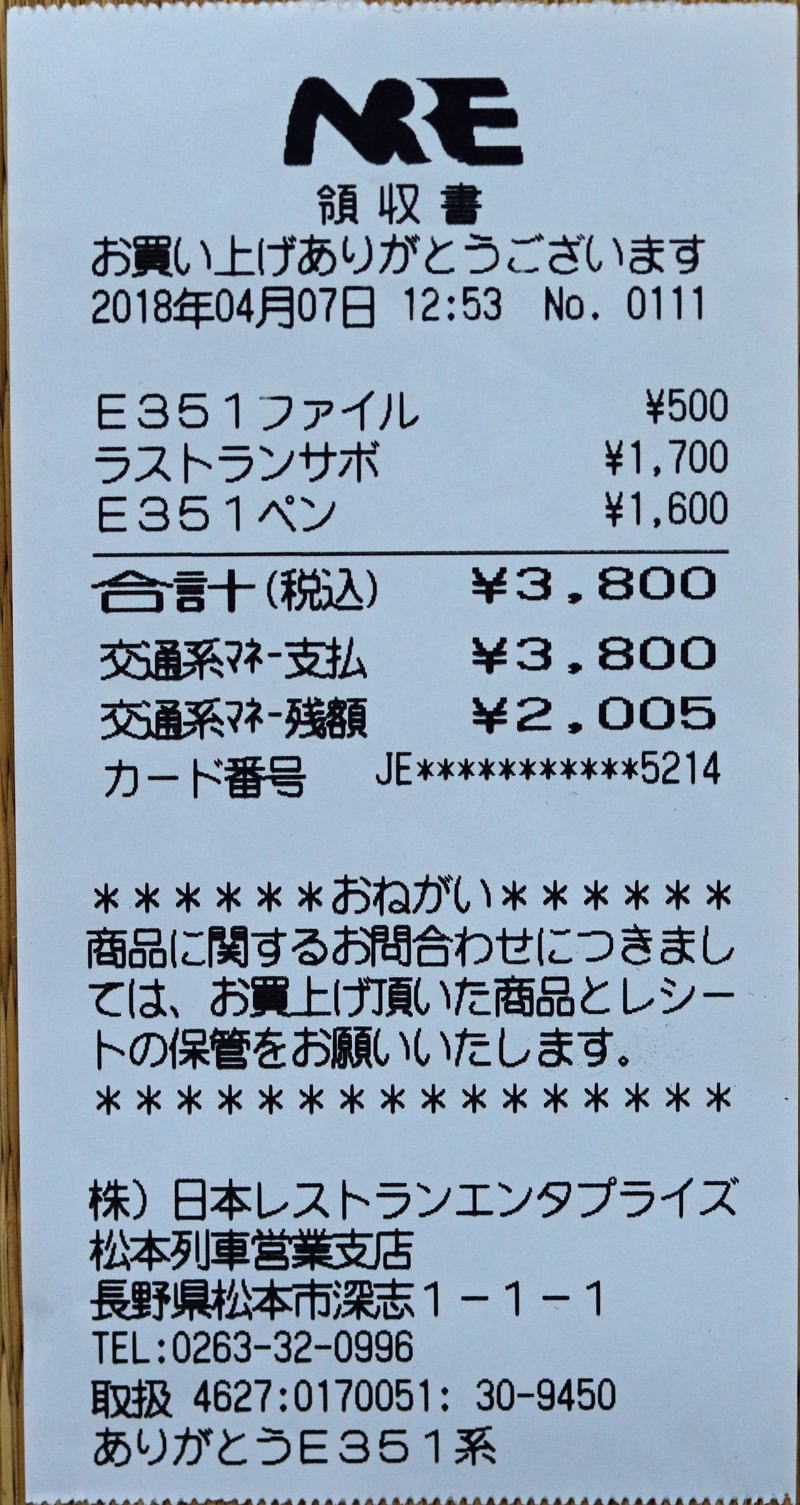 NRE
領収書
お買い上げありがとうございます
2018年04月07日 12:53 No. 0111
E351ファイル ¥500
ラストランサボ ¥1,700
E351ペン ¥1,600
合計(税込) ¥3,800
交通系マネー支払 ¥3,800
交通系マネー残額 ¥2,005
カード番号 JE***********5214
******おねがい******
商品に関するお問合わせにつきまし
ては、お買上げ頂いた商品とレシー
トの保管をお願いいたします。
****************
株）日本レストランエンタプライズ
松本列車営業支店
長野県松本市深志1－1－1
TEL:0263-32-0996
取扱 4627:0170051: 30-9450
ありがとうE351系